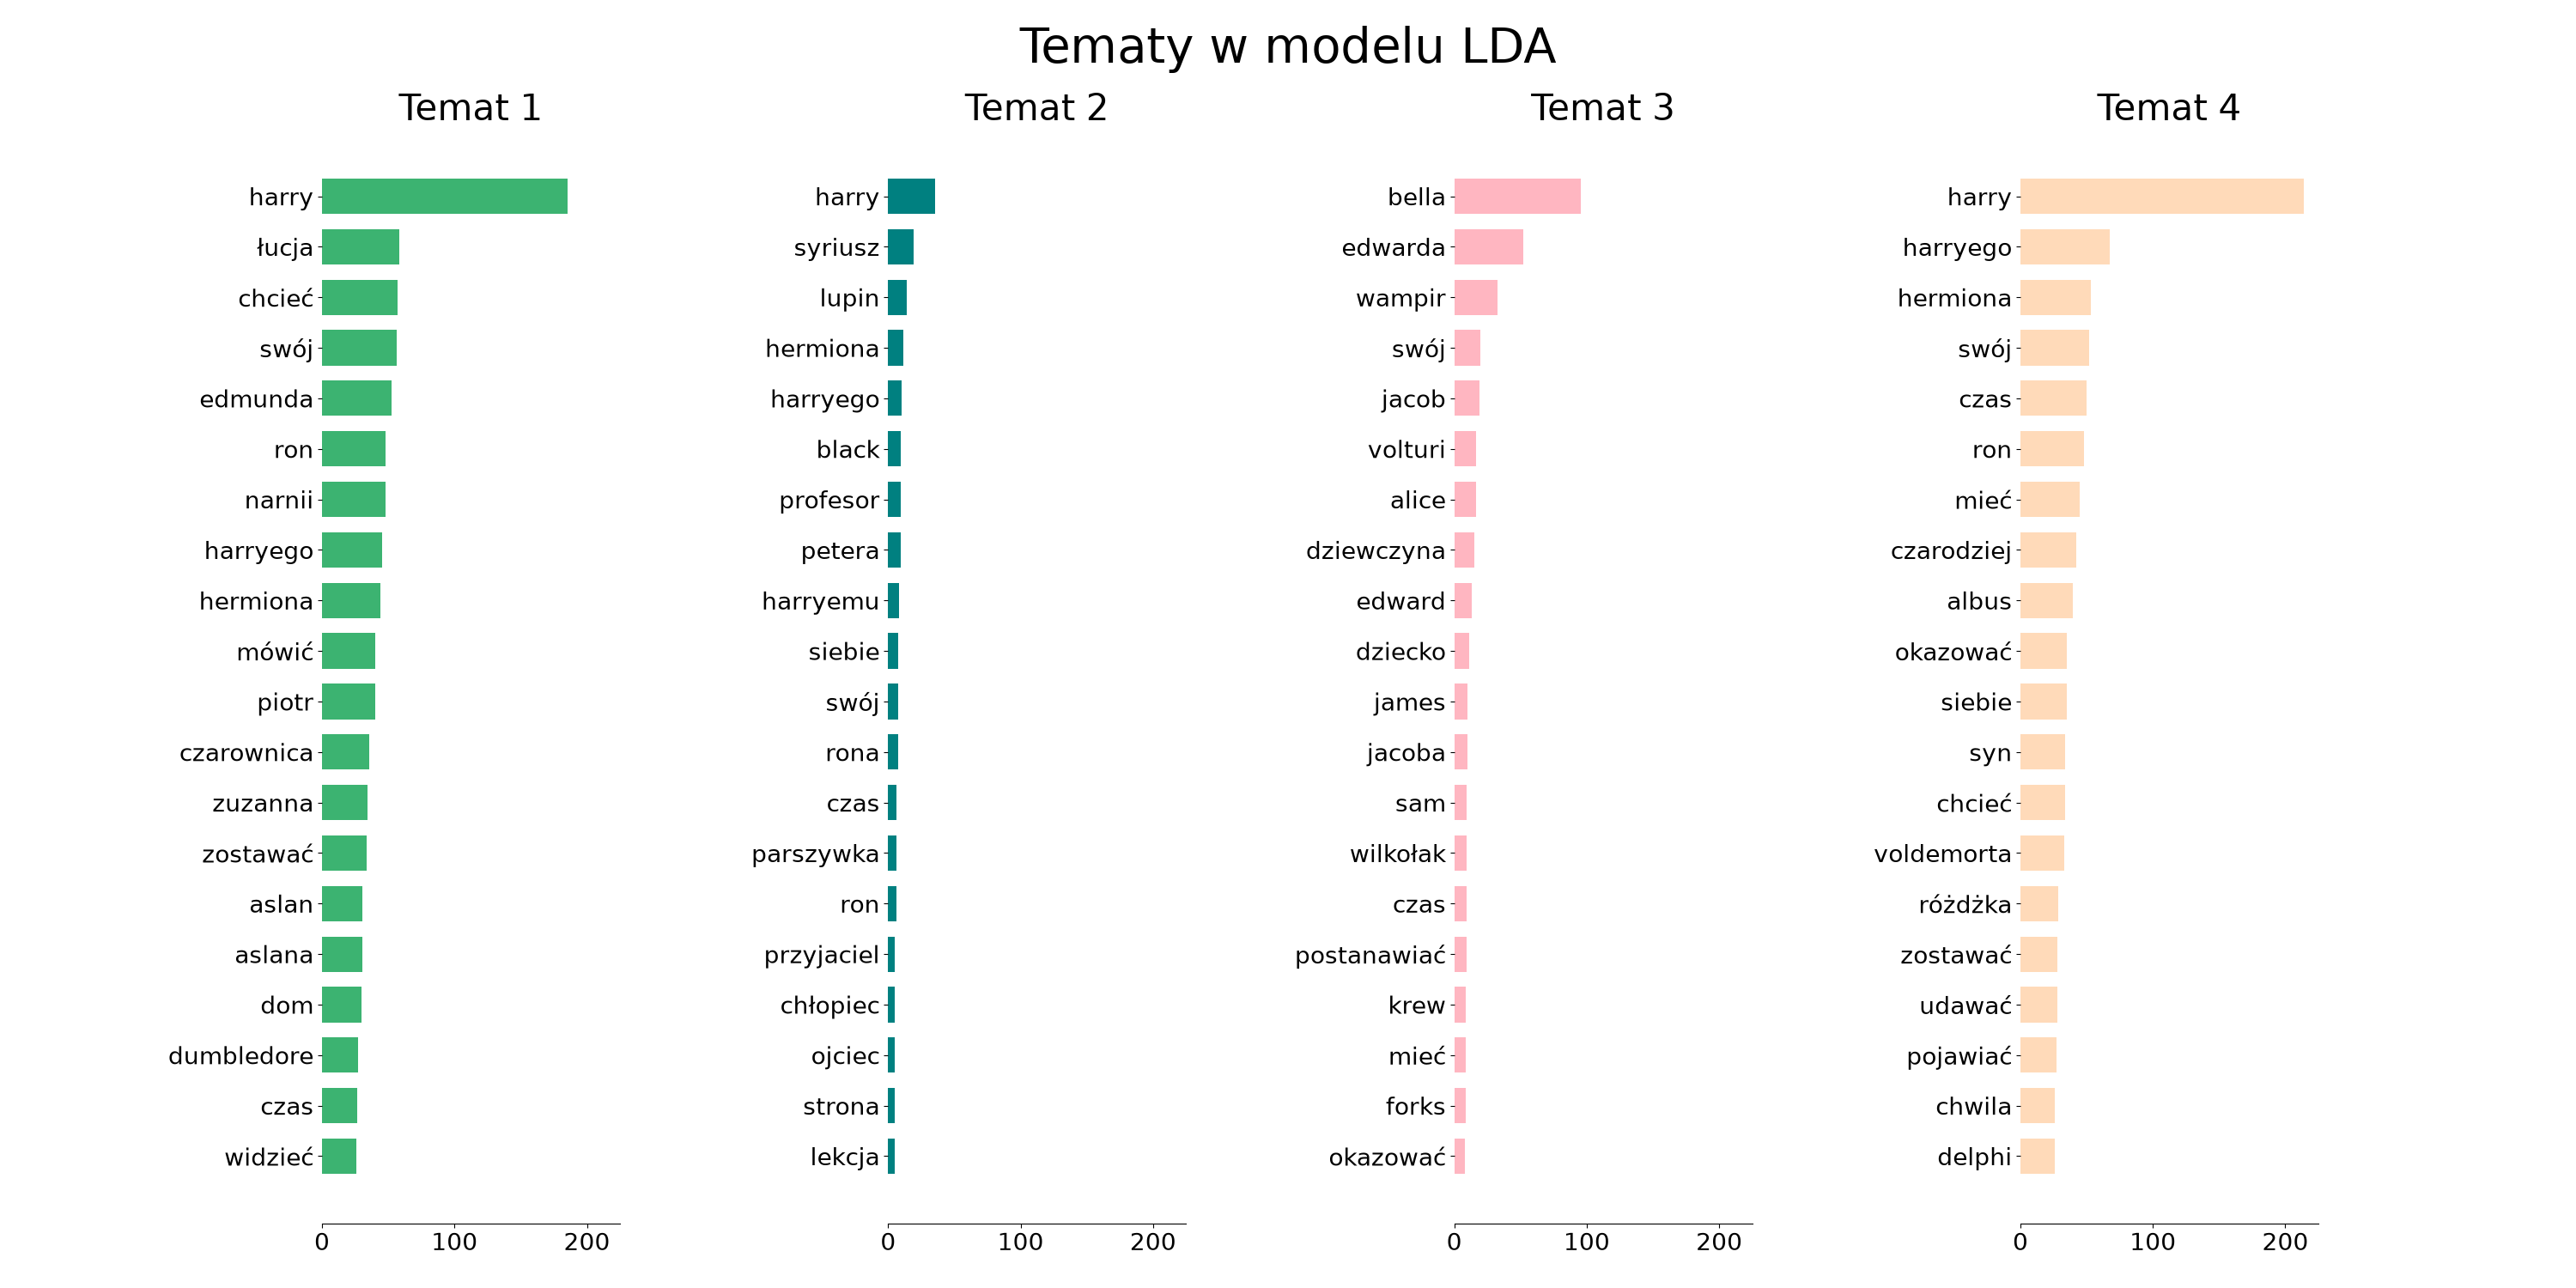 Tematy w modelu LDA
Temat 1
harry
łucja
chcieć
swój
edmunda
ron
narnii
harryego
hermiona
mówić
piotr
czarownica
zuzanna
zostawać
aslan
aslana
dom
dumbledore
czas
widzieć
0 100 200
Temat 2
harry
syriusz
lupin
hermiona
harryego
black
profesor
petera
harryemu
siebie
swój
rona
czas
parszywka
ron
przyjaciel
chłopiec
ojciec
strona
lekcja
0 100 200
Temat 3
bella
edwarda
wampir
swój
jacob
volturi
alice
dziewczyna
edward
dziecko
james
jacoba
sam
wilkołak
czas
postanawiać
krew
mieć
forks
okazować
0 100 200
Temat 4
harry
harryego
hermiona
swój
czas
ron
mieć
czarodziej
albus
okazować
siebie
syn
chcieć
voldemorta
różdżka
zostawać
udawać
pojawiać
chwila
delphi
0 100 200